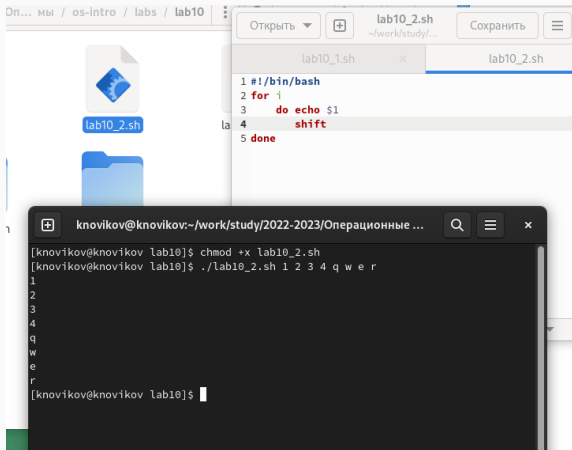 Оп... мы / os-intro / labs / lab10
Открыть
lab10_2.sh
~/work/study/...
Сохранить
lab10_1.sh
lab10_2.sh
1 #!/bin/bash
2 for i
3 do echo $1
4 shift
5 done
lab10_2.sh
la
knovikov@knovikov:~/work/study/2022-2023/Операционные ...
[knovikov@knovikov lab10]$ chmod +x lab10_2.sh
[knovikov@knovikov lab10]$ ./lab10_2.sh 1 2 3 4 q w e r
1
2
3
4
q
w
e
r
[knovikov@knovikov lab10]$